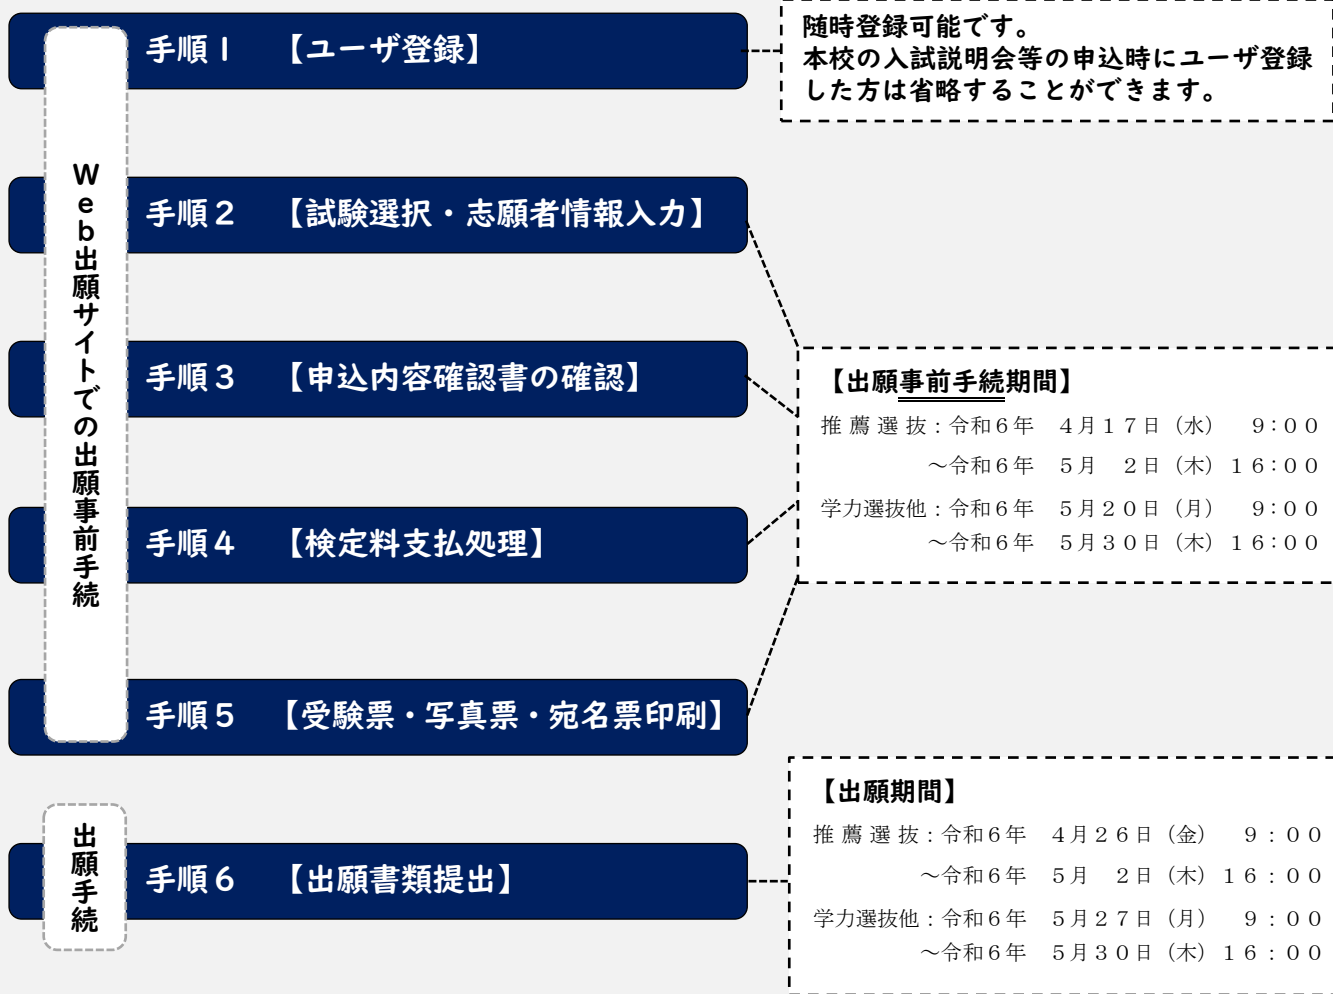 手順１　【ユーザ登録】
随時登録可能です。
本校の入試説明会等の申込時にユーザ登録
した方は省略することができます。
Web出願サイトでの出願事前手続
手順２　【試験選択・志願者情報入力】
手順３　【申込内容確認書の確認】
【出願事前手続期間】
推 薦 選 抜：令和６年　４月１７日（水）　９：００
～令和６年　５月　２日（木）１６：００
学力選抜他：令和６年　５月２０日（月）　９：００
～令和６年　５月３０日（木）１６：００
手順４　【検定料支払処理】
手順５　【受験票・写真票・宛名票印刷】
出願手続
手順６　【出願書類提出】
【出願期間】
推 薦 選 抜：令和６年　４月２６日（金）　９：００
～令和６年　５月　２日（木）１６：００
学力選抜他：令和６年　５月２７日（月）　９：００
～令和６年　５月３０日（木）１６：００